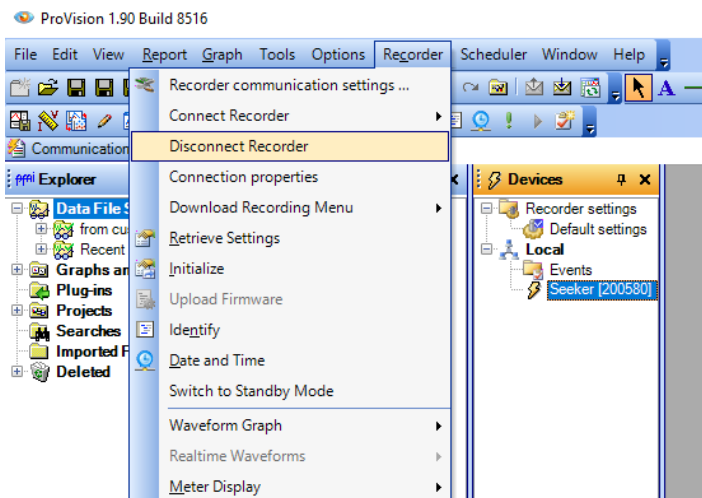 ProVision 1.90 Build 8516
File Edit View Report Graph Tools Options Recorder Scheduler Window Help
Recorder communication settings ...
Connect Recorder
Communication
Disconnect Recorder
Explorer
Connection properties
Devices
Data File S
Download Recording Menu
Recorder settings
from cu
Default settings
Recent
Retrieve Settings
Local
Graphs an
Initialize
Events
Plug-ins
Upload Firmware
Seeker [200580]
Projects
Searches
Identify
Imported F
Date and Time
Deleted
Switch to Standby Mode
Waveform Graph
Realtime Waveforms
Meter Display